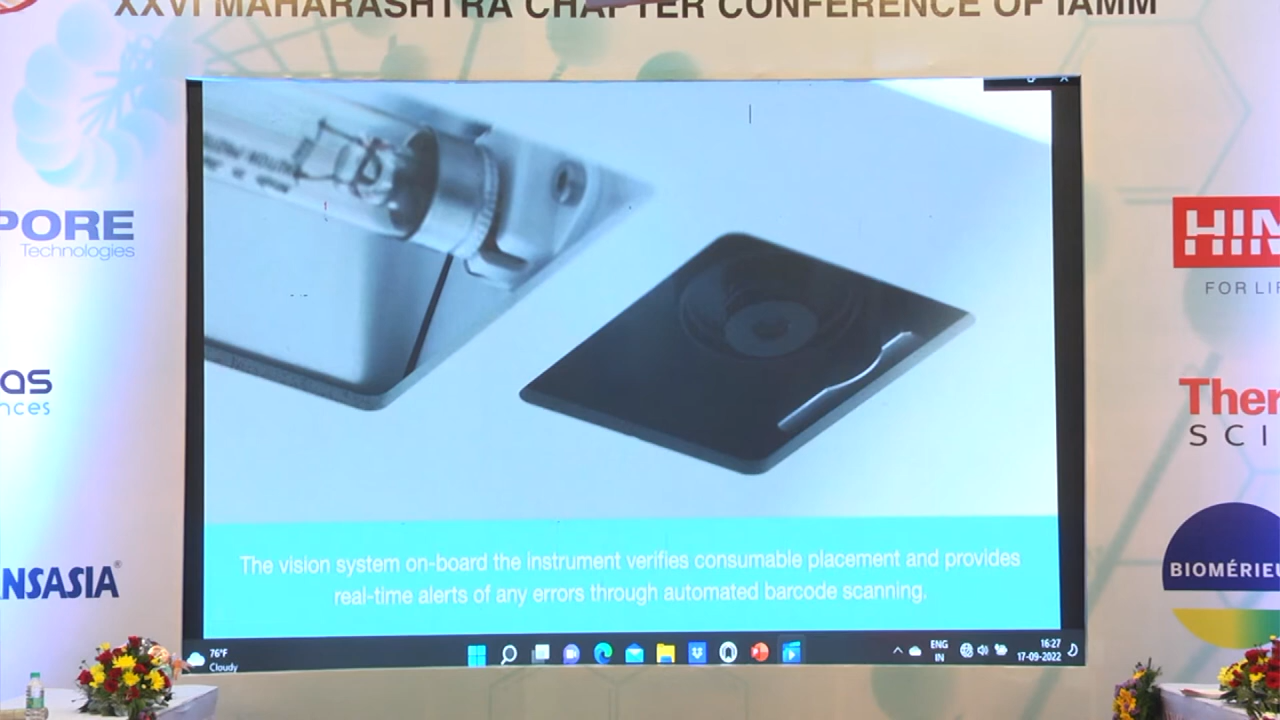 XXVI MAHARASHTRA CHAPTER CONFERENCE OF IAMM
PORE
Technologies
as
nces
NSASIA
HIM
FOR LIF
Ther
SCI
BIOMÉRIEU
The vision system on-board the instrument verifies consumable placement and provides
real-time alerts of any errors through automated barcode scanning.
76°F
Cloudy
ENG
IN
16:27
17-09-2022